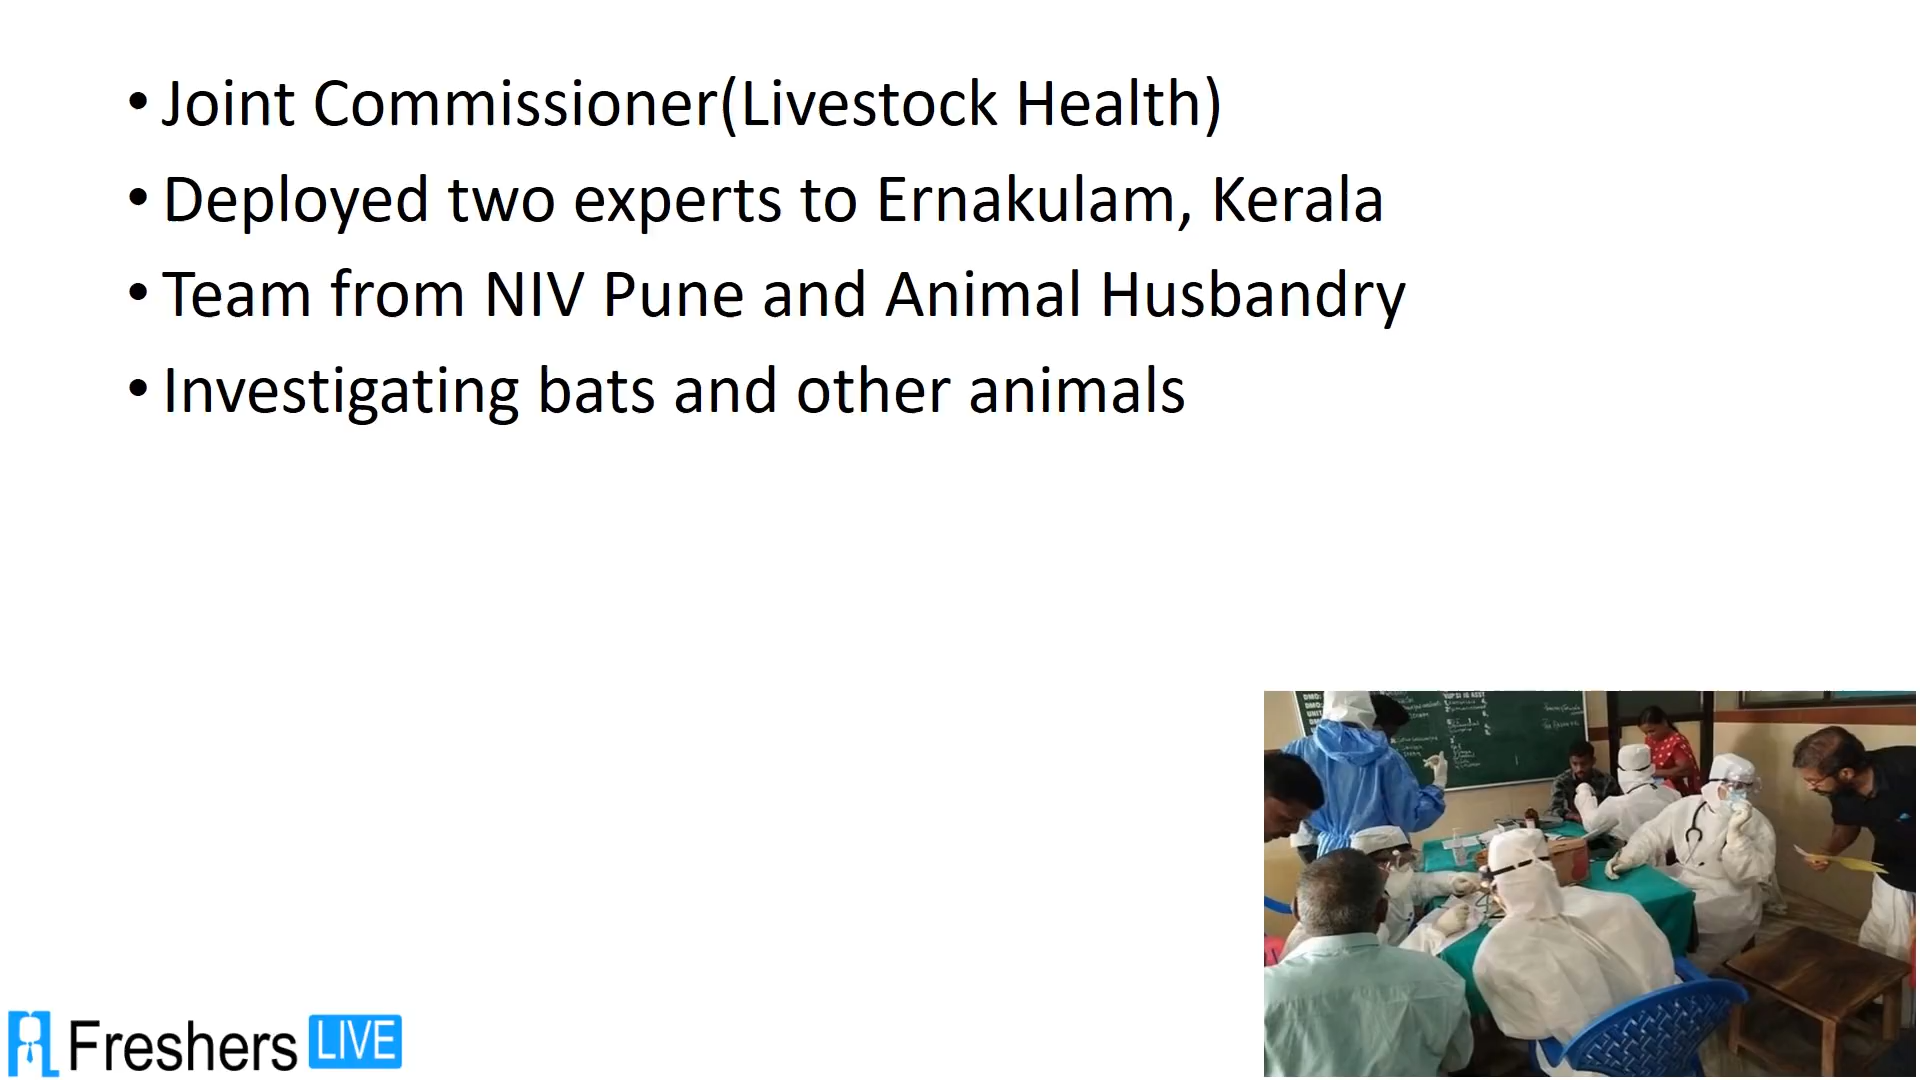 • Joint Commissioner(Livestock Health)
• Deployed two experts to Ernakulam, Kerala
• Team from NIV Pune and Animal Husbandry
• Investigating bats and other animals
Freshers LIVE